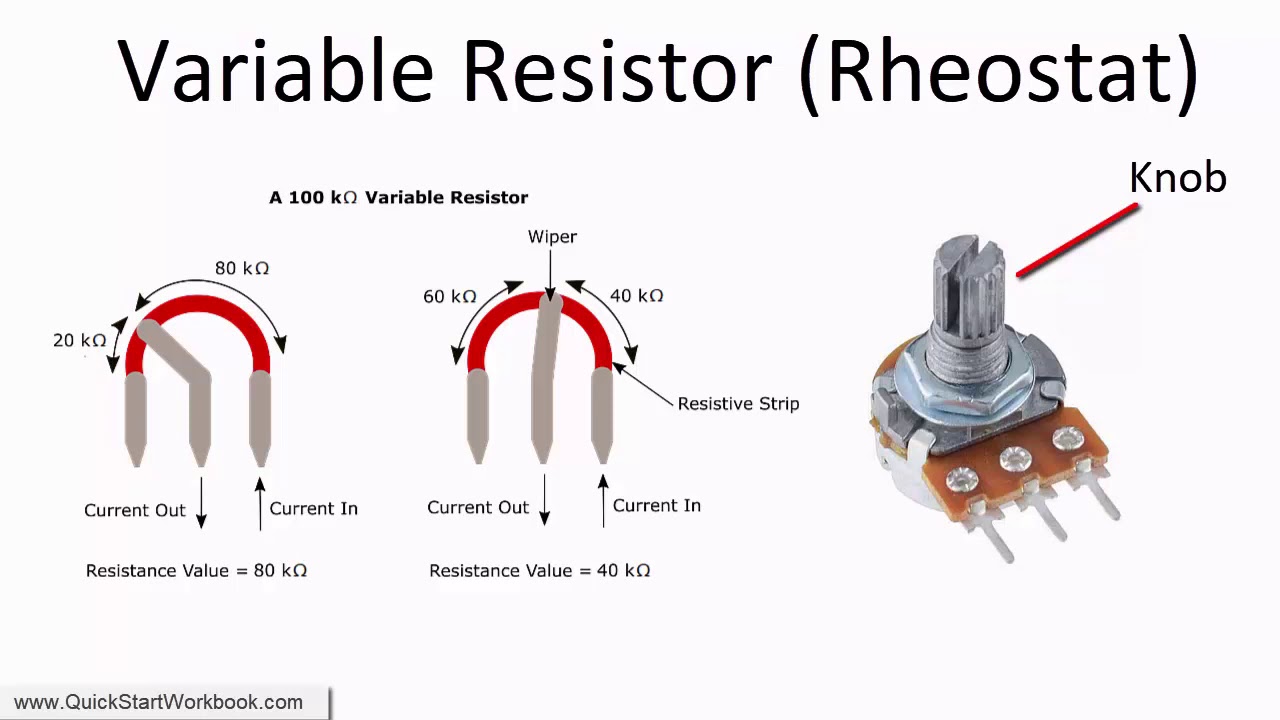 Variable Resistor (Rheostat)
Knob
A 100 kΩ Variable Resistor
Wiper
80 kΩ
20 kΩ
60 kΩ
40 kΩ
Resistive Strip
Current Out
Current In
Current Out
Current In
Resistance Value = 80 kΩ
Resistance Value = 40 kΩ
www.QuickStartWorkbook.com